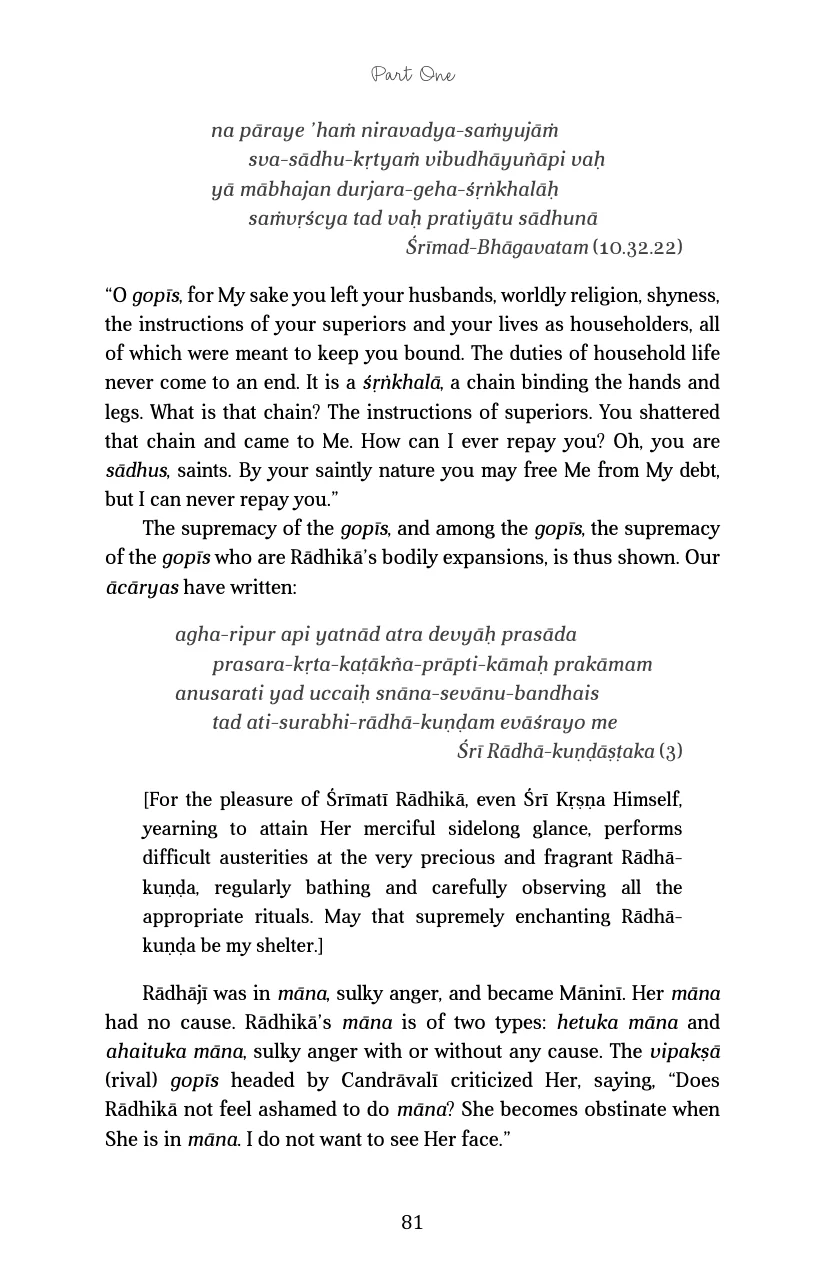 Part One
na pāraye ’haṁ niravadya-saṁyujāṁ
sva-sādhu-kṛtyaṁ vibudhāyuñāpi vaḥ
yā mābhajan durjara-geha-śṛṅkhalāḥ
saṁvṛścya tad vaḥ pratiyātu sādhunā
Śrīmad-Bhāgavatam (10.32.22)
“O gopīs, for My sake you left your husbands, worldly religion, shyness,
the instructions of your superiors and your lives as householders, all
of which were meant to keep you bound. The duties of household life
never come to an end. It is a śṛṅkhalā, a chain binding the hands and
legs. What is that chain? The instructions of superiors. You shattered
that chain and came to Me. How can I ever repay you? Oh, you are
sādhus, saints. By your saintly nature you may free Me from My debt,
but I can never repay you.”
The supremacy of the gopīs, and among the gopīs, the supremacy
of the gopīs who are Rādhikā’s bodily expansions, is thus shown. Our
ācāryas have written:
agha-ripur api yatnād atra devyāḥ prasāda
prasara-kṛta-kaṭākña-prāpti-kāmaḥ prakāmam
anusarati yad uccaiḥ snāna-sevānu-bandhais
tad ati-surabhi-rādhā-kuṇḍam evāśrayo me
Śrī Rādhā-kuṇḍāṣṭaka (3)
[For the pleasure of Śrīmatī Rādhikā, even Śrī Kṛṣṇa Himself,
yearning to attain Her merciful sidelong glance, performs
difficult austerities at the very precious and fragrant Rādhā-
kuṇḍa, regularly bathing and carefully observing all the
appropriate rituals. May that supremely enchanting Rādhā-
kuṇḍa be my shelter.]
Rādhājī was in māna, sulky anger, and became Māninī. Her māna
had no cause. Rādhikā’s māna is of two types: hetuka māna and
ahaituka māna, sulky anger with or without any cause. The vipakṣā
(rival) gopīs headed by Candrāvalī criticized Her, saying, “Does
Rādhikā not feel ashamed to do māna? She becomes obstinate when
She is in māna. I do not want to see Her face.”
81